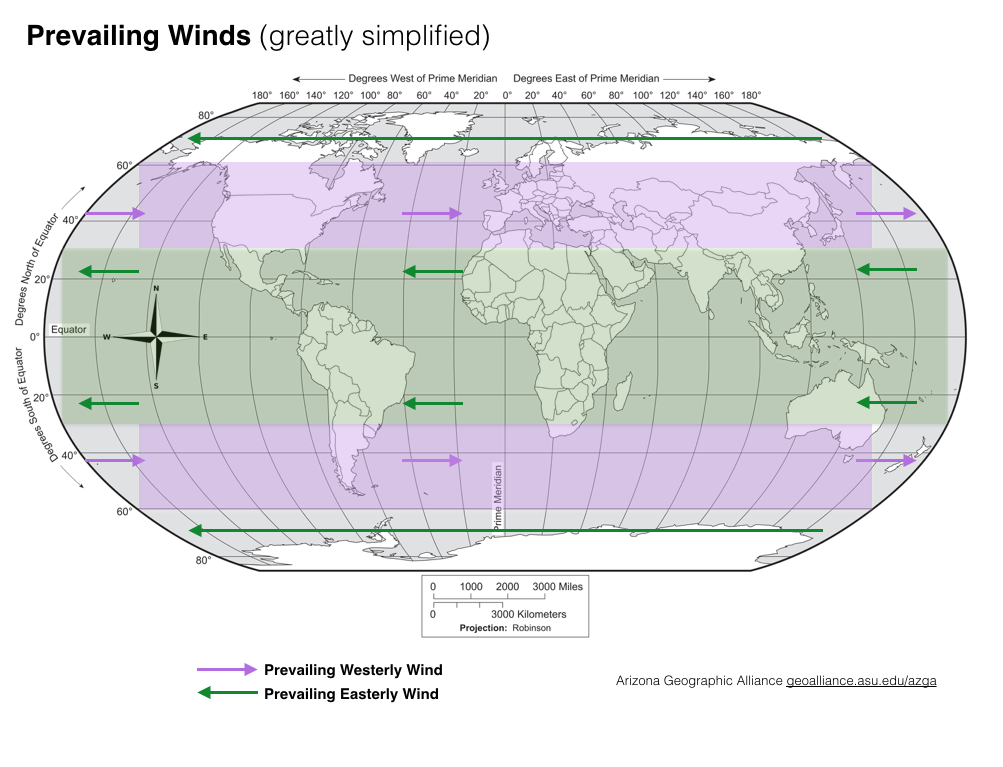 Prevailing Winds (greatly simplified)
Degrees West of Prime Meridian Degrees East of Prime Meridian
180° 160° 140° 120° 100° 80° 60° 40° 20° 0° 20° 40° 60° 80° 100° 120° 140° 160° 180°
80°
60°
40°
Degrees North of Equator
20°
N
Equator
0°
W E
S
20°
Degrees South of Equator
40°
Prime Meridian
60°
80°
0 1000 2000 3000 Miles
0 3000 Kilometers
Projection: Robinson
Prevailing Westerly Wind
Prevailing Easterly Wind
Arizona Geographic Alliance geoalliance.asu.edu/azga